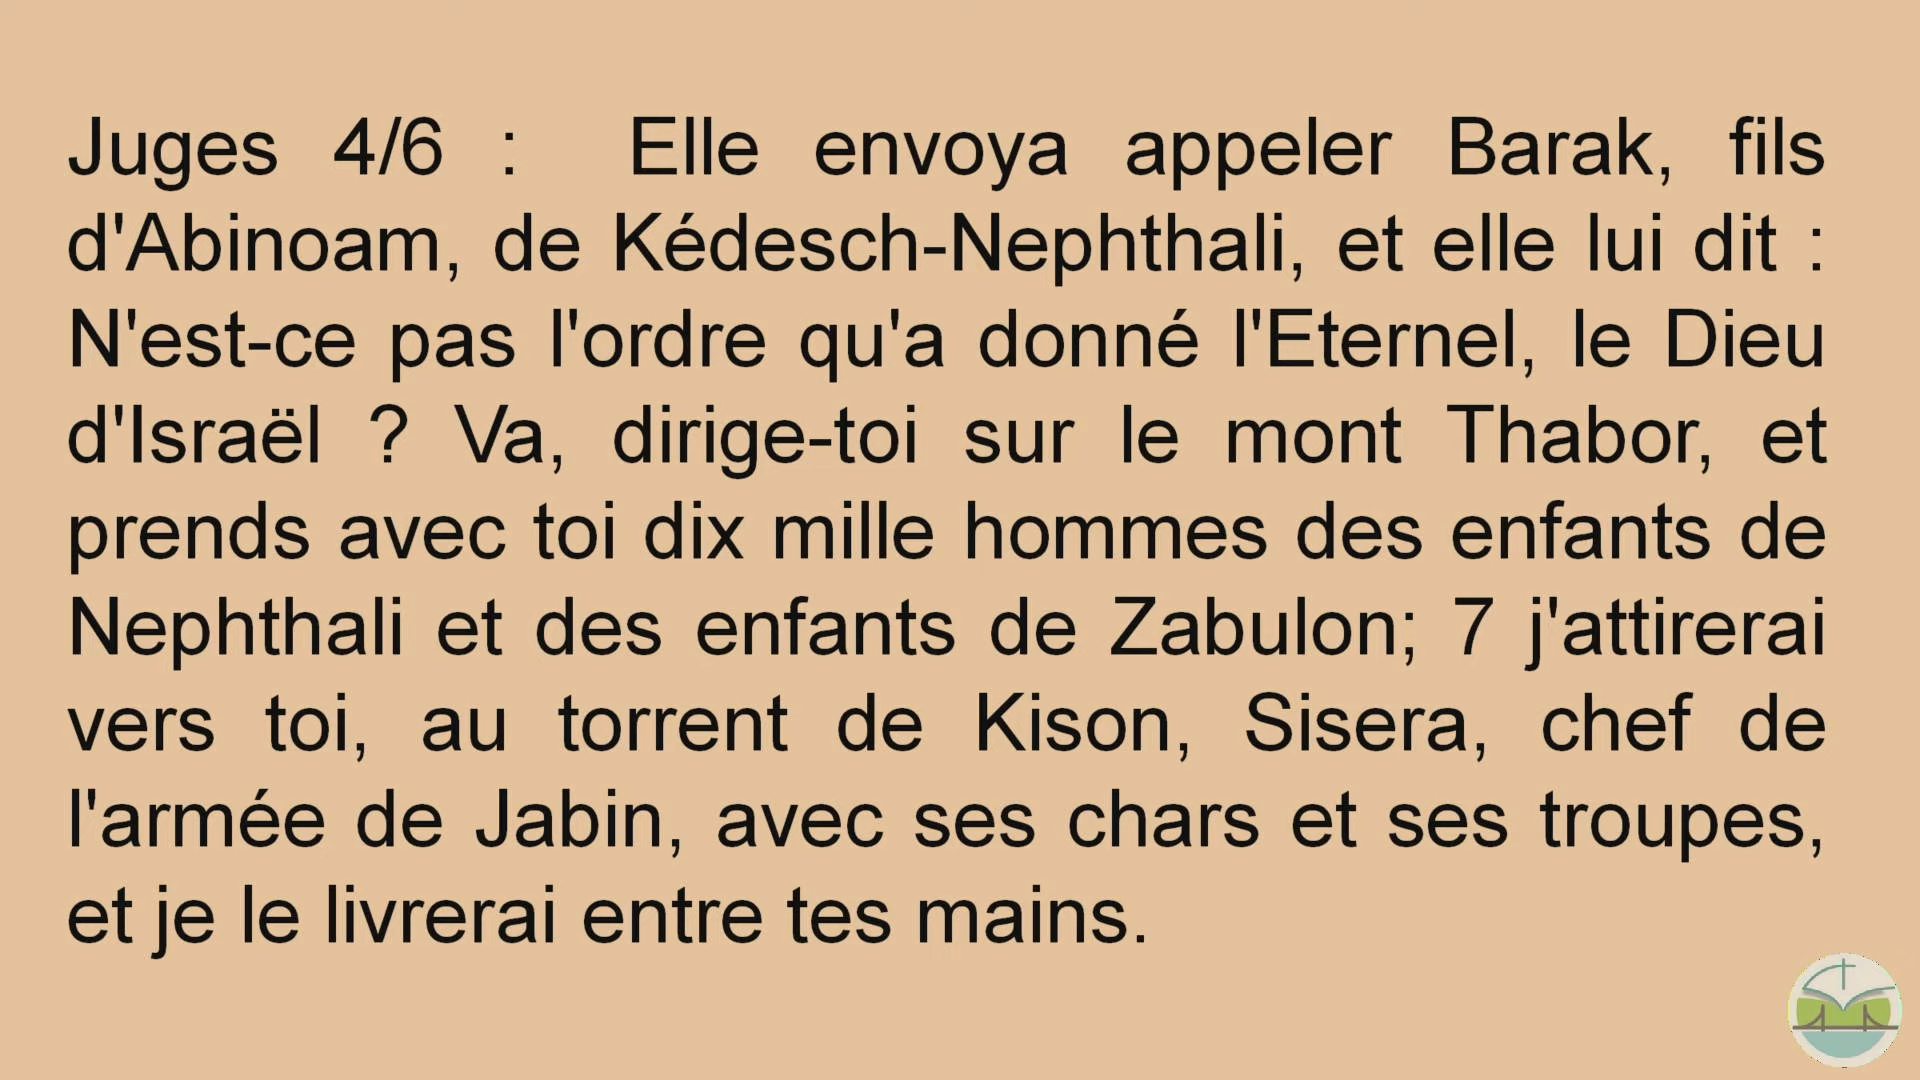 Juges 4/6 : Elle envoya appeler Barak, fils
d'Abinoam, de Kédesch-Nephthali, et elle lui dit :
N'est-ce pas l'ordre qu'a donné l'Eternel, le Dieu
d'Israël ? Va, dirige-toi sur le mont Thabor, et
prends avec toi dix mille hommes des enfants de
Nephthali et des enfants de Zabulon; 7 j'attirerai
vers toi, au torrent de Kison, Sisera, chef de
l'armée de Jabin, avec ses chars et ses troupes,
et je le livrerai entre tes mains.